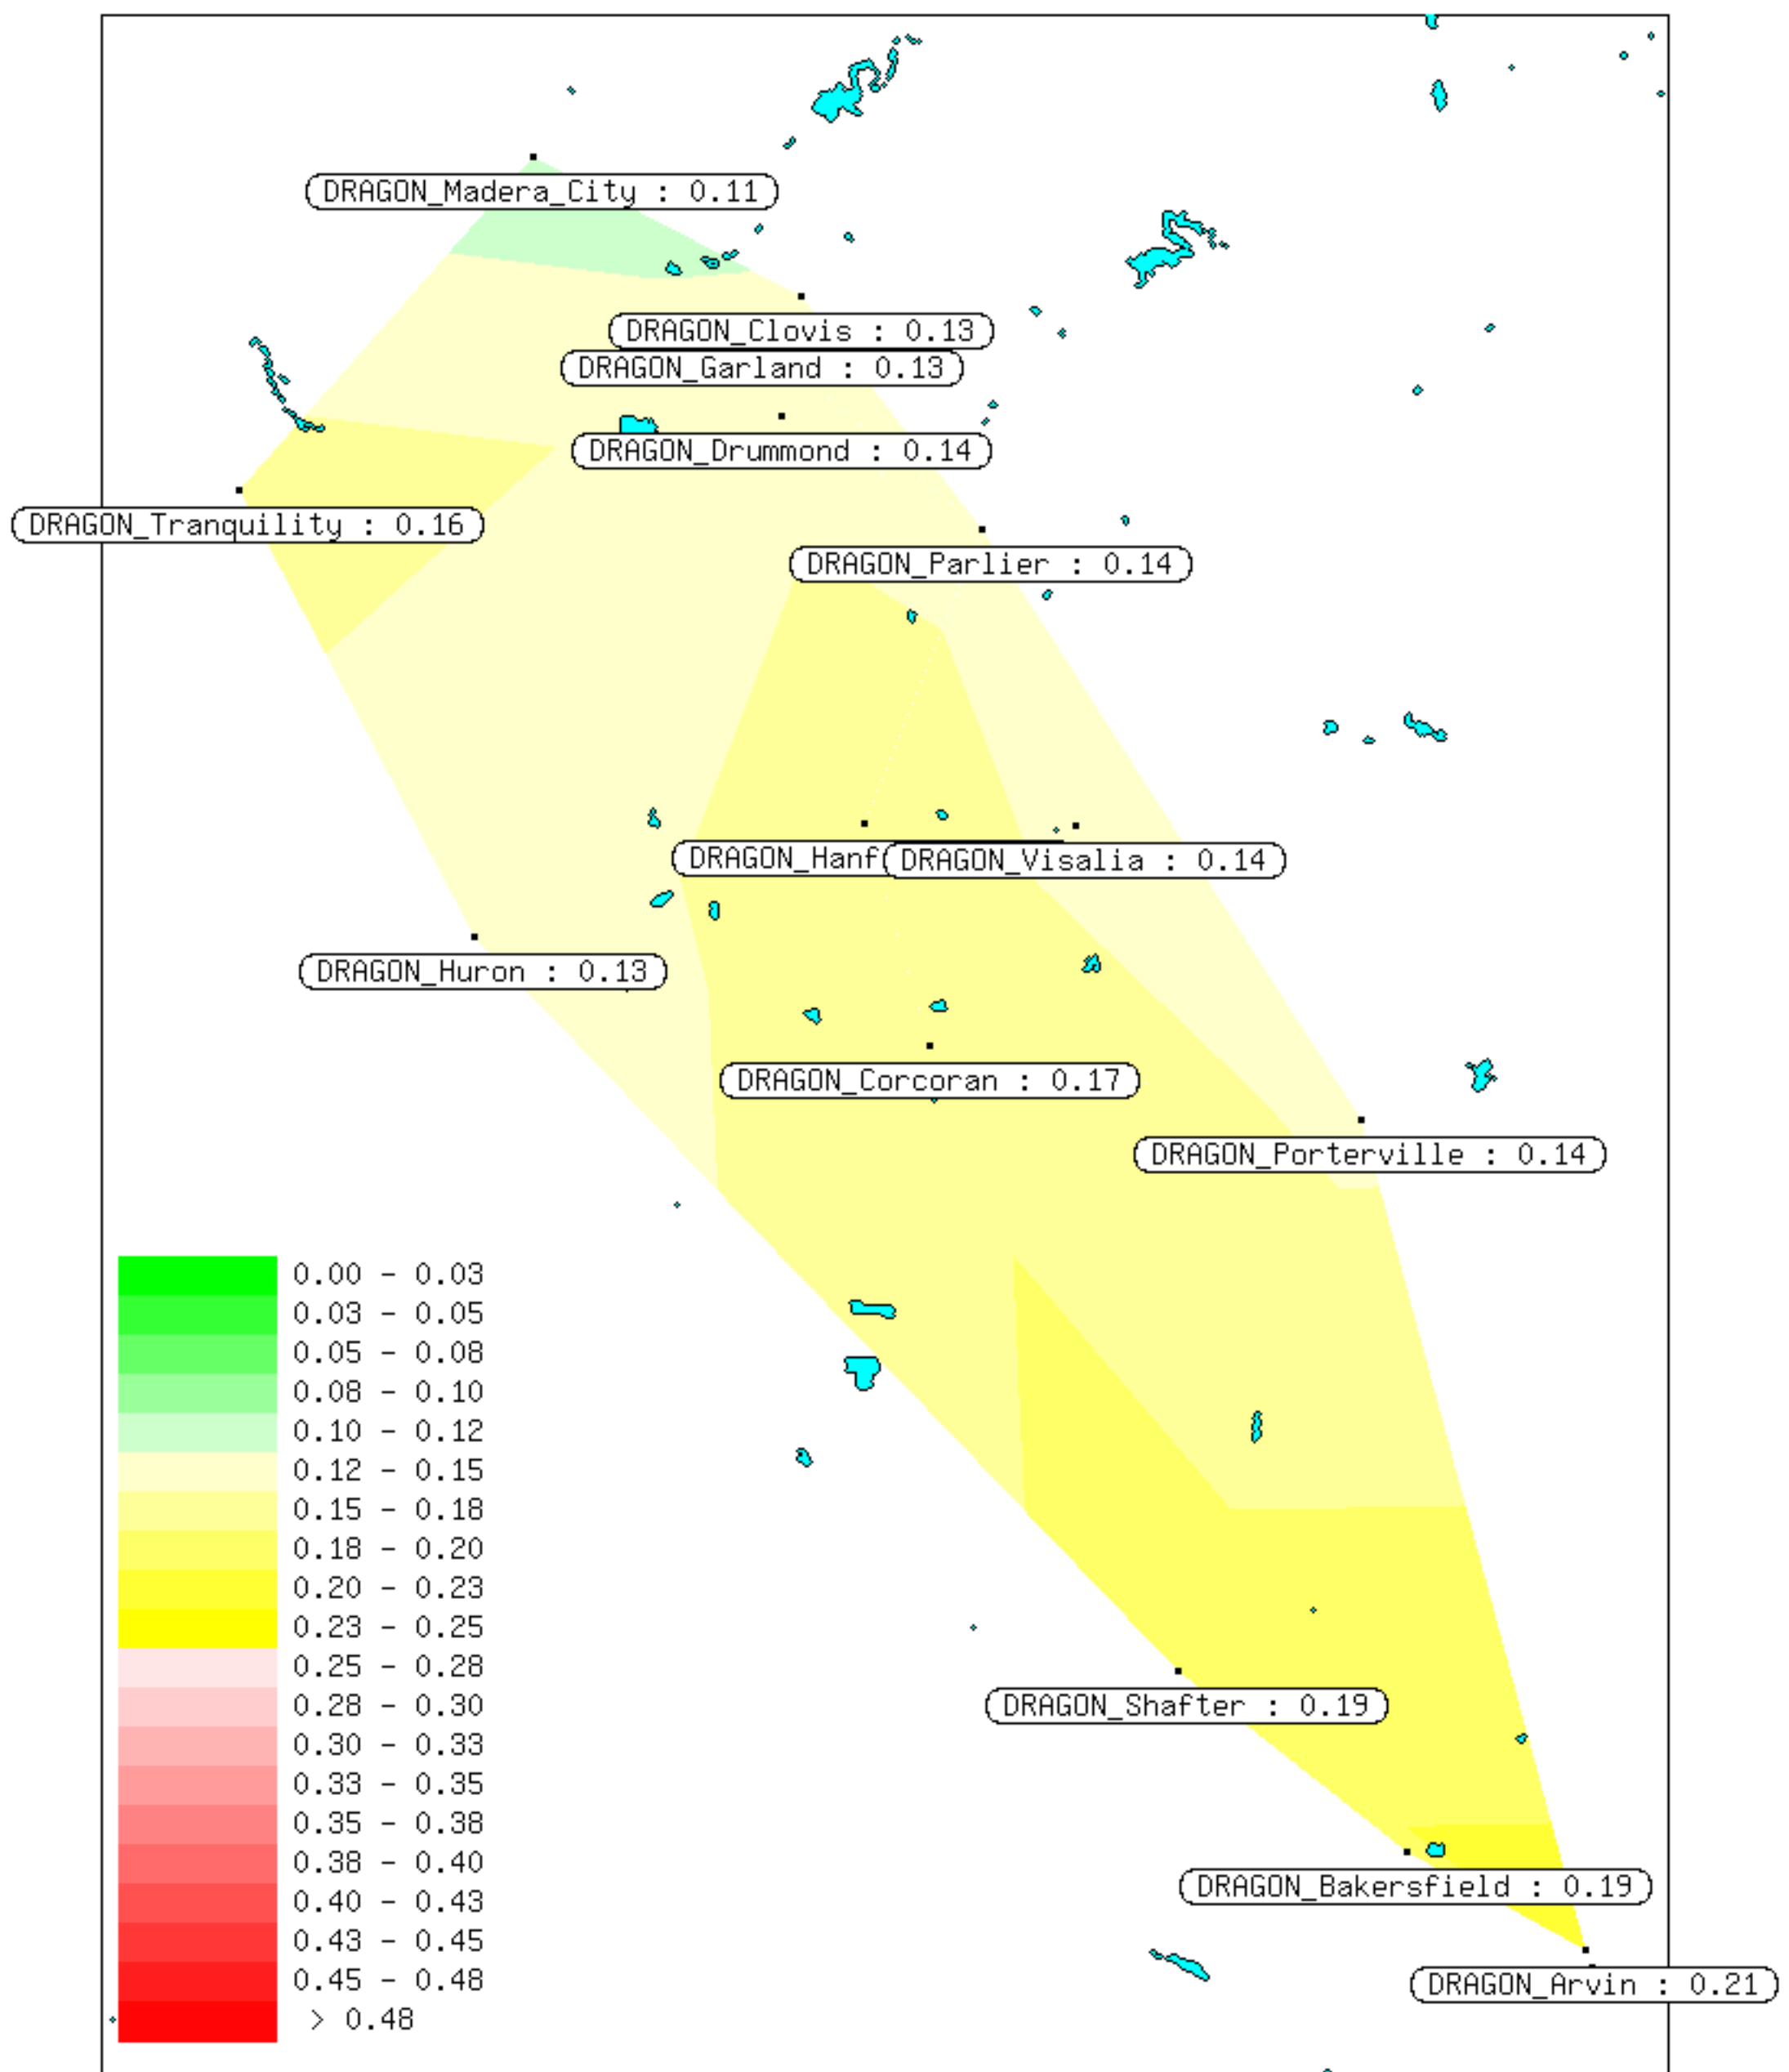 DRAGON_Madera_City : 0.11
DRAGON_Clovis : 0.13
DRAGON_Garland : 0.13
DRAGON_Drummond : 0.14
DRAGON_Tranquility : 0.16
DRAGON_Parlier : 0.14
DRAGON_Hanf
DRAGON_Visalia : 0.14
DRAGON_Huron : 0.13
DRAGON_Corcoran : 0.17
DRAGON_Porterville : 0.14
0.00 - 0.03
0.03 - 0.05
0.05 - 0.08
0.08 - 0.10
0.10 - 0.12
0.12 - 0.15
0.15 - 0.18
0.18 - 0.20
0.20 - 0.23
0.23 - 0.25
0.25 - 0.28
0.28 - 0.30
0.30 - 0.33
0.33 - 0.35
0.35 - 0.38
0.38 - 0.40
0.40 - 0.43
0.43 - 0.45
0.45 - 0.48
> 0.48
DRAGON_Shafter : 0.19
DRAGON_Bakersfield : 0.19
DRAGON_Arvin : 0.21